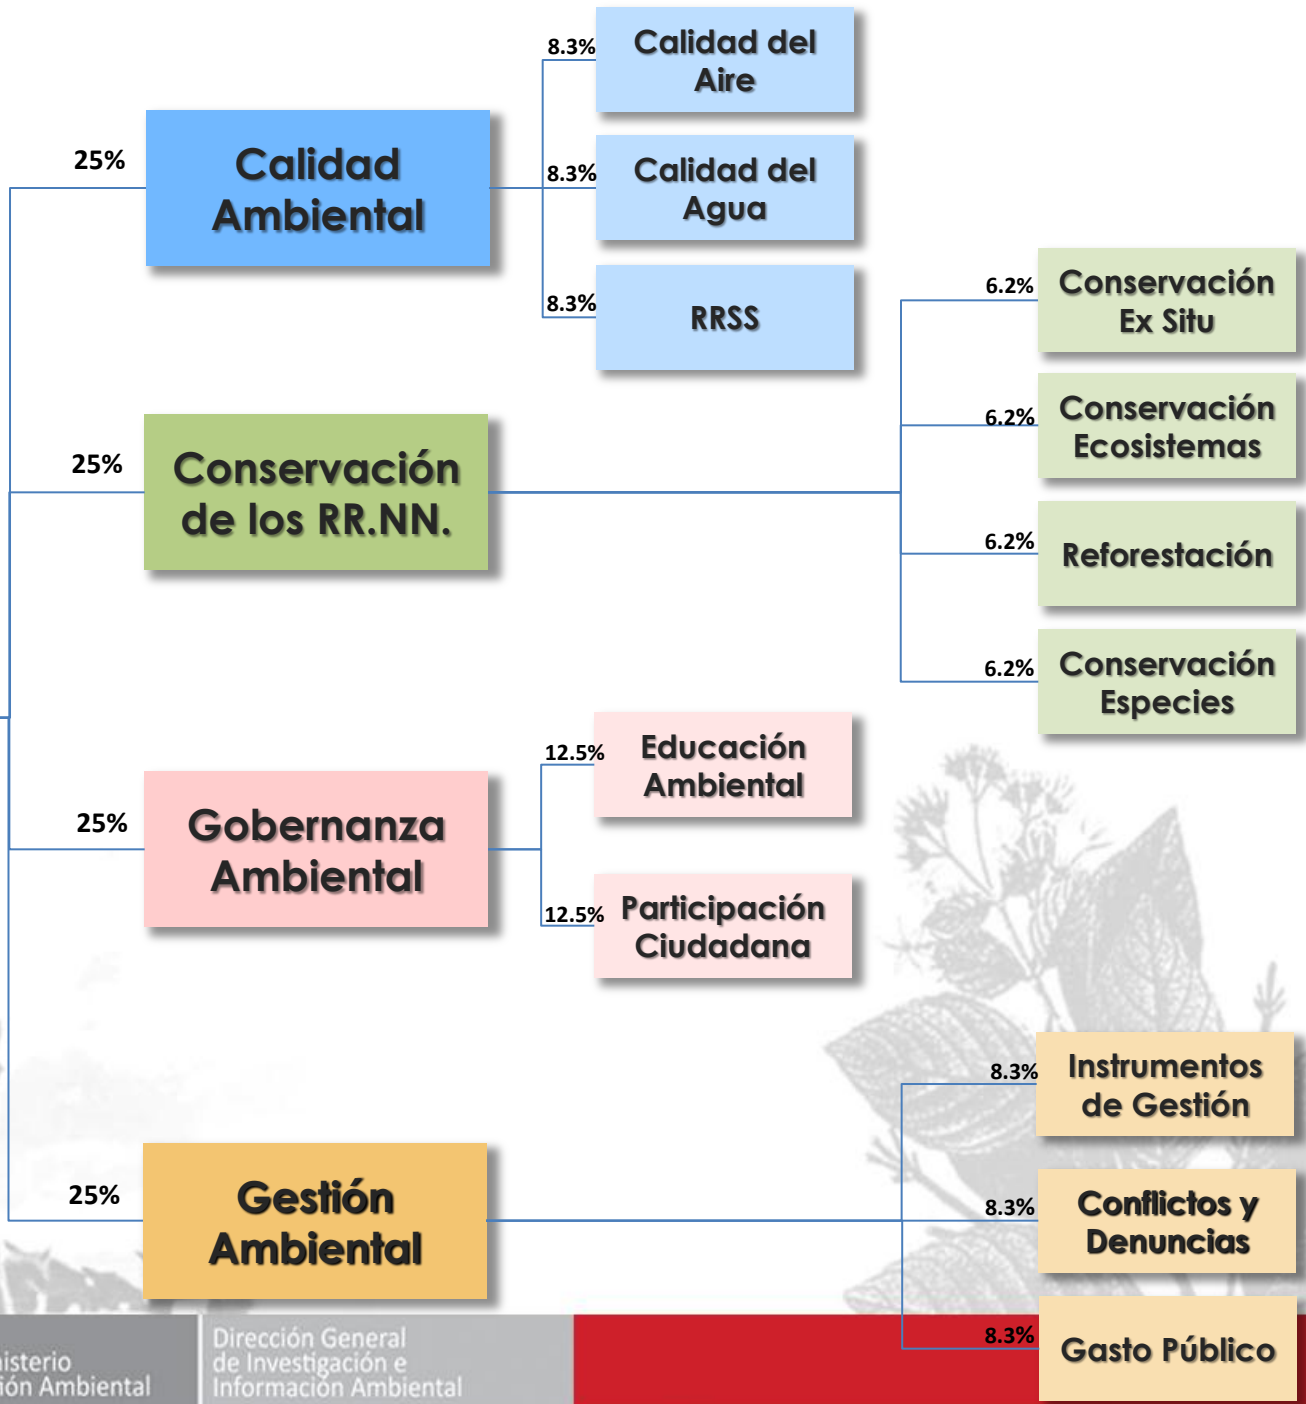 25%
Calidad
Ambiental
8.3%
Calidad del
Aire
8.3%
Calidad del
Agua
8.3%
RRSS
25%
Conservación
de los RR.NN.
6.2%
Conservación
Ex Situ
6.2%
Conservación
Ecosistemas
6.2%
Reforestación
6.2%
Conservación
Especies
25%
Gobernanza
Ambiental
12.5%
Educación
Ambiental
12.5%
Participación
Ciudadana
25%
Gestión
Ambiental
8.3%
Instrumentos
de Gestión
8.3%
Conflictos y
Denuncias
8.3%
Gasto Público
nisterio
ión Ambiental
Dirección General
de Investigación e
Información Ambiental